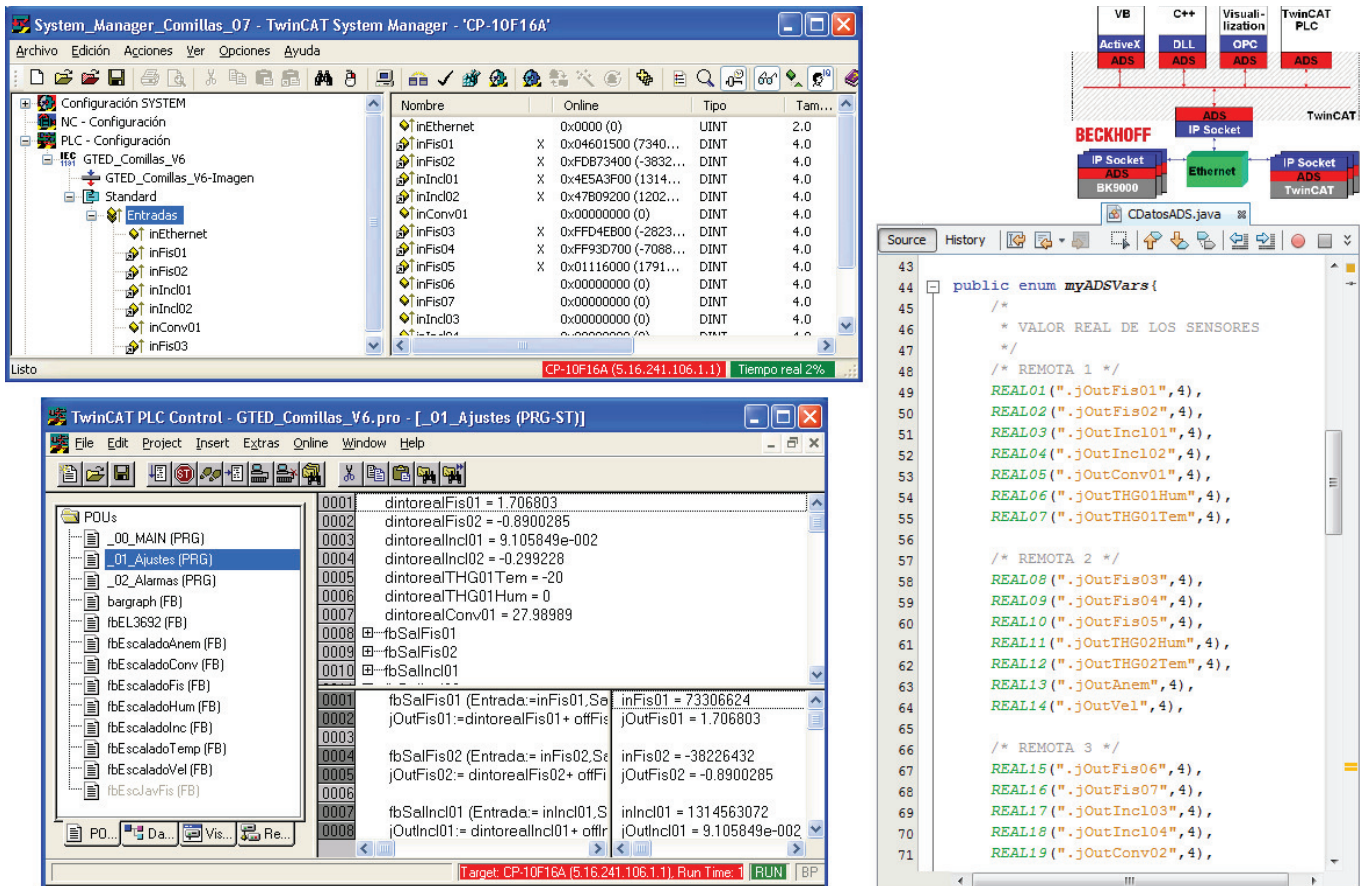 System_Manager_Comillas_07 - TwinCAT System Manager - 'CP-10F16A'
Archivo Edición Acciones Ver Opciones Ayuda
Configuración SYSTEM
NC - Configuración
PLC - Configuración
IEC 1131 GTED_Comillas_V6
GTED_Comillas_V6-Imagen
Standard
Entradas
inEthernet
inFis01
inFis02
inIncl01
inIncl02
inConv01
inFis03
Nombre Online Tipo Tam...
inEthernet 0x0000 (0) UINT 2.0
inFis01 X 0x04601500 (7340... DINT 4.0
inFis02 X 0xFDB73400 (-3832... DINT 4.0
inIncl01 X 0x4E5A3F00 (1314... DINT 4.0
inIncl02 X 0x47B09200 (1202... DINT 4.0
inConv01 0x00000000 (0) DINT 4.0
inFis03 X 0xFFD4EB00 (-2823... DINT 4.0
inFis04 X 0xFF93D700 (-7088... DINT 4.0
inFis05 X 0x01116000 (1791... DINT 4.0
inFis06 0x00000000 (0) DINT 4.0
inFis07 0x00000000 (0) DINT 4.0
inIncl03 0x00000000 (0) DINT 4.0
Listo CP-10F16A (5.16.241.106.1.1) Tiempo real 2%
TwinCAT PLC Control - GTED_Comillas_V6.pro - [_01_Ajustes (PRG-ST)]
File Edit Project Insert Extras Online Window Help
POUs
_00_MAIN (PRG)
_01_Ajustes (PRG)
_02_Alarmas (PRG)
bargraph (FB)
fbEL3692 (FB)
fbEscaladoAnem (FB)
fbEscaladoConv (FB)
fbEscaladoFis (FB)
fbEscaladoHum (FB)
fbEscaladoInc (FB)
fbEscaladoTemp (FB)
fbEscaladoVel (FB)
fbEscJavFis (FB)
PO... Da... Vis... Re...
0001 dintorealFis01 = 1.706803
0002 dintorealFis02 = -0.8900285
0003 dintorealIncl01 = 9.105849e-002
0004 dintorealIncl02 = -0.299228
0005 dintorealTHG01Tem = -20
0006 dintorealTHG01Hum = 0
0007 dintorealConv01 = 27.98989
0008 fbSalFis01
0009 fbSalFis02
0010 fbSalIncl01
0001 fbSalFis01 (Entrada:=inFis01,Sa inFis01 = 73306624
0002 jOutFis01:=dintorealFis01+ offFis jOutFis01 = 1.706803
0003
0004 fbSalFis02 (Entrada:= inFis02,Sa inFis02 = -38226432
0005 jOutFis02:= dintorealFis02+ offFi jOutFis02 = -0.8900285
0006
0007 fbSalIncl01 (Entrada:= inIncl01,S inIncl01 = 1314563072
0008 jOutIncl01:= dintorealIncl01+ offIr jOutIncl01 = 9.105849e-002
Target: CP-10F16A (5.16.241.106.1.1), Run Time: 1 RUN BP
VB C++ Visuali-lization TwinCAT PLC
ActiveX DLL OPC
ADS ADS ADS ADS
ADS
IP Socket
TwinCAT
BECKHOFF
IP Socket
ADS
BK9000
Ethernet
IP Socket
ADS
TwinCAT
CDatosADS.java
Source History
43
44 public enum myADSVars{
45 /*
46 * VALOR REAL DE LOS SENSORES
47 */
48 /* REMOTA 1 */
49 REAL01(".jOutFis01",4),
50 REAL02(".jOutFis02",4),
51 REAL03(".jOutIncl01",4),
52 REAL04(".jOutIncl02",4),
53 REAL05(".jOutConv01",4),
54 REAL06(".jOutTHG01Hum",4),
55 REAL07(".jOutTHG01Tem",4),
56
57 /* REMOTA 2 */
58 REAL08(".jOutFis03",4),
59 REAL09(".jOutFis04",4),
60 REAL10(".jOutFis05",4),
61 REAL11(".jOutTHG02Hum",4),
62 REAL12(".jOutTHG02Tem",4),
63 REAL13(".jOutAnem",4),
64 REAL14(".jOutVel",4),
65
66 /* REMOTA 3 */
67 REAL15(".jOutFis06",4),
68 REAL16(".jOutFis07",4),
69 REAL17(".jOutIncl03",4),
70 REAL18(".jOutIncl04",4),
71 REAL19(".jOutConv02",4),